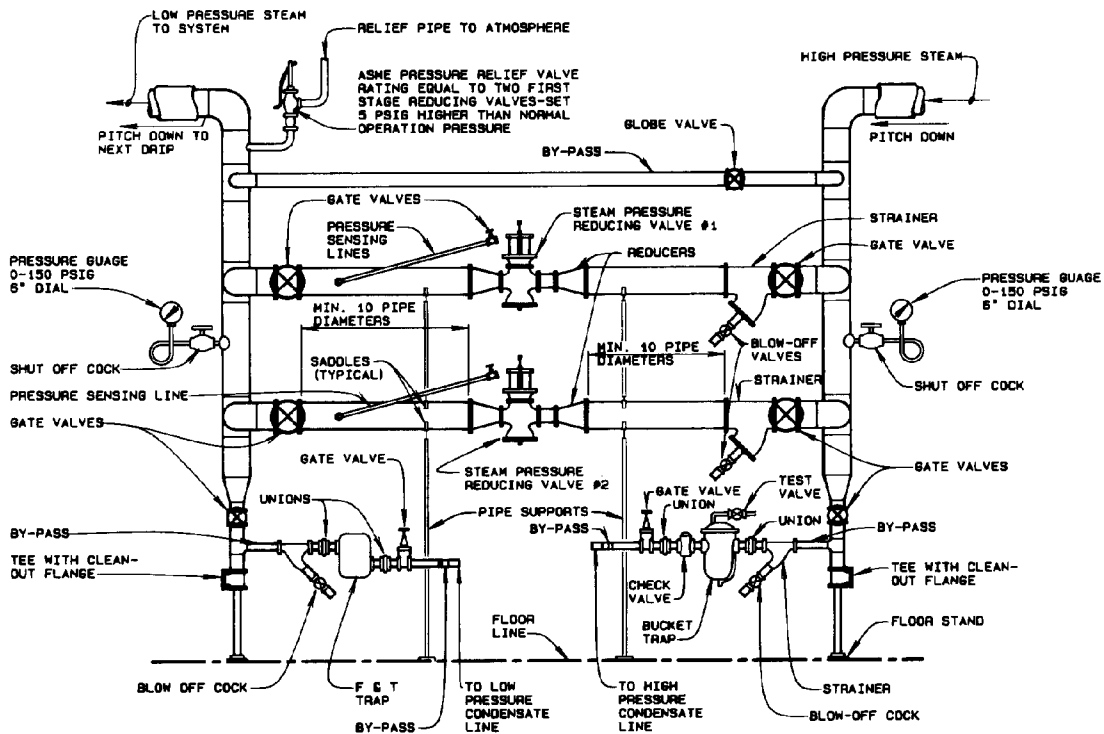 LOW PRESSURE STEAM
TO SYSTEM
RELIEF PIPE TO ATMOSPHERE
HIGH PRESSURE STEAM
ASME PRESSURE RELIEF VALVE
RATING EQUAL TO TWO FIRST
STAGE REDUCING VALVES-SET
5 PSIG HIGHER THAN NORMAL
OPERATION PRESSURE
PITCH DOWN TO
NEXT DRIP
GLOBE VALVE
PITCH DOWN
BY-PASS
GATE VALVES
PRESSURE
SENSING
LINES
STEAM PRESSURE
REDUCING VALVE #1
STRAINER
GATE VALVE
REDUCERS
PRESSURE GUAGE
0-150 PSIG
6" DIAL
PRESSURE GUAGE
0-150 PSIG
6" DIAL
MIN. 10 PIPE
DIAMETERS
MIN. 10 PIPE
DIAMETERS
BLOW-OFF
VALVES
SHUT OFF COCK
SADDLES
(TYPICAL)
STRAINER
SHUT OFF COCK
PRESSURE SENSING LINE
GATE VALVES
GATE VALVE
STEAM PRESSURE
REDUCING VALVE #2
GATE VALVES
UNIONS
PIPE SUPPORTS
GATE VALVE
UNION
TEST
VALVE
UNION
BY-PASS
BY-PASS
BY-PASS
TEE WITH CLEAN-
OUT FLANGE
CHECK
VALVE
BUCKET
TRAP
TEE WITH CLEAN-
OUT FLANGE
FLOOR
LINE
FLOOR STAND
BLOW OFF COCK
F & T
TRAP
TO LOW
PRESSURE
CONDENSATE
LINE
BY-PASS
TO HIGH
PRESSURE
CONDENSATE
LINE
STRAINER
BLOW-OFF COCK